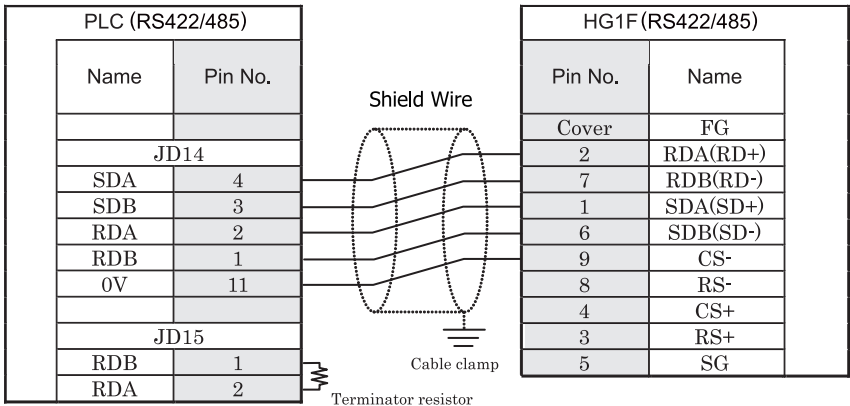 PLC (RS422/485)
HG1F(RS422/485)
Name Pin No.
Pin No. Name
Shield Wire
Cover FG
JD14
2 RDA(RD+)
SDA 4
7 RDB(RD-)
SDB 3
1 SDA(SD+)
RDA 2
6 SDB(SD-)
RDB 1
9 CS-
0V 11
8 RS-
4 CS+
JD15
3 RS+
RDB 1
Cable clamp
5 SG
RDA 2
Terminator resistor